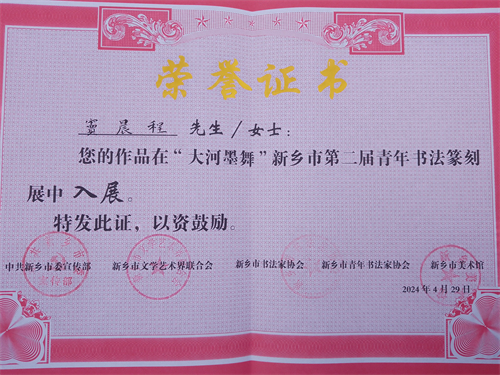 荣誉证书
窦晨程 先生/女士：
您的作品在“大河墨舞”新乡市第二届青年书法篆刻
展中入展。
特发此证，以资鼓励。
中共新乡市委宣传部 新乡市文学艺术界联合会 新乡市书法家协会 新乡市青年书法家协会 新乡市美术馆
2024年4月29日